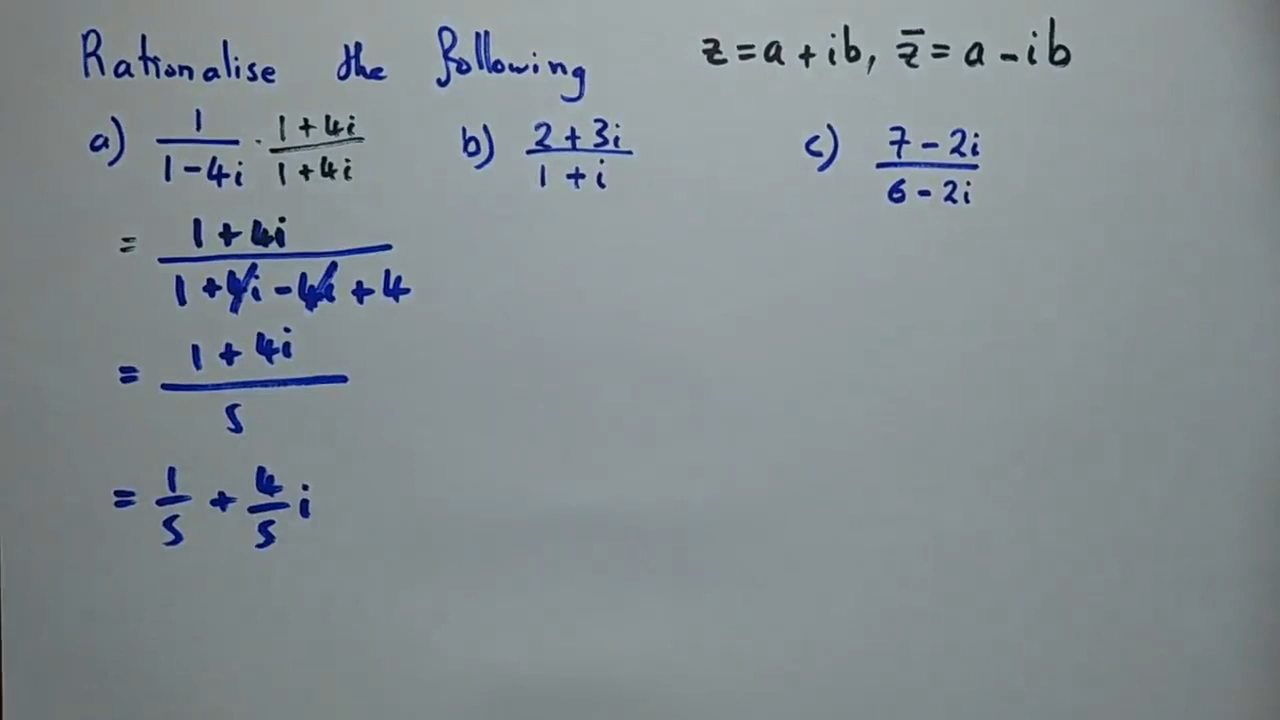 Rationalise the following z = a + ib, z̄ = a - ib
a) 1/(1 - 4i) · (1 + 4i)/(1 + 4i) b) (2 + 3i)/(1 + i) c) (7 - 2i)/(6 - 2i)
= (1 + 4i)/(1 + 4i - 4i + 4)
= (1 + 4i)/5
= 1/5 + 4/5 i